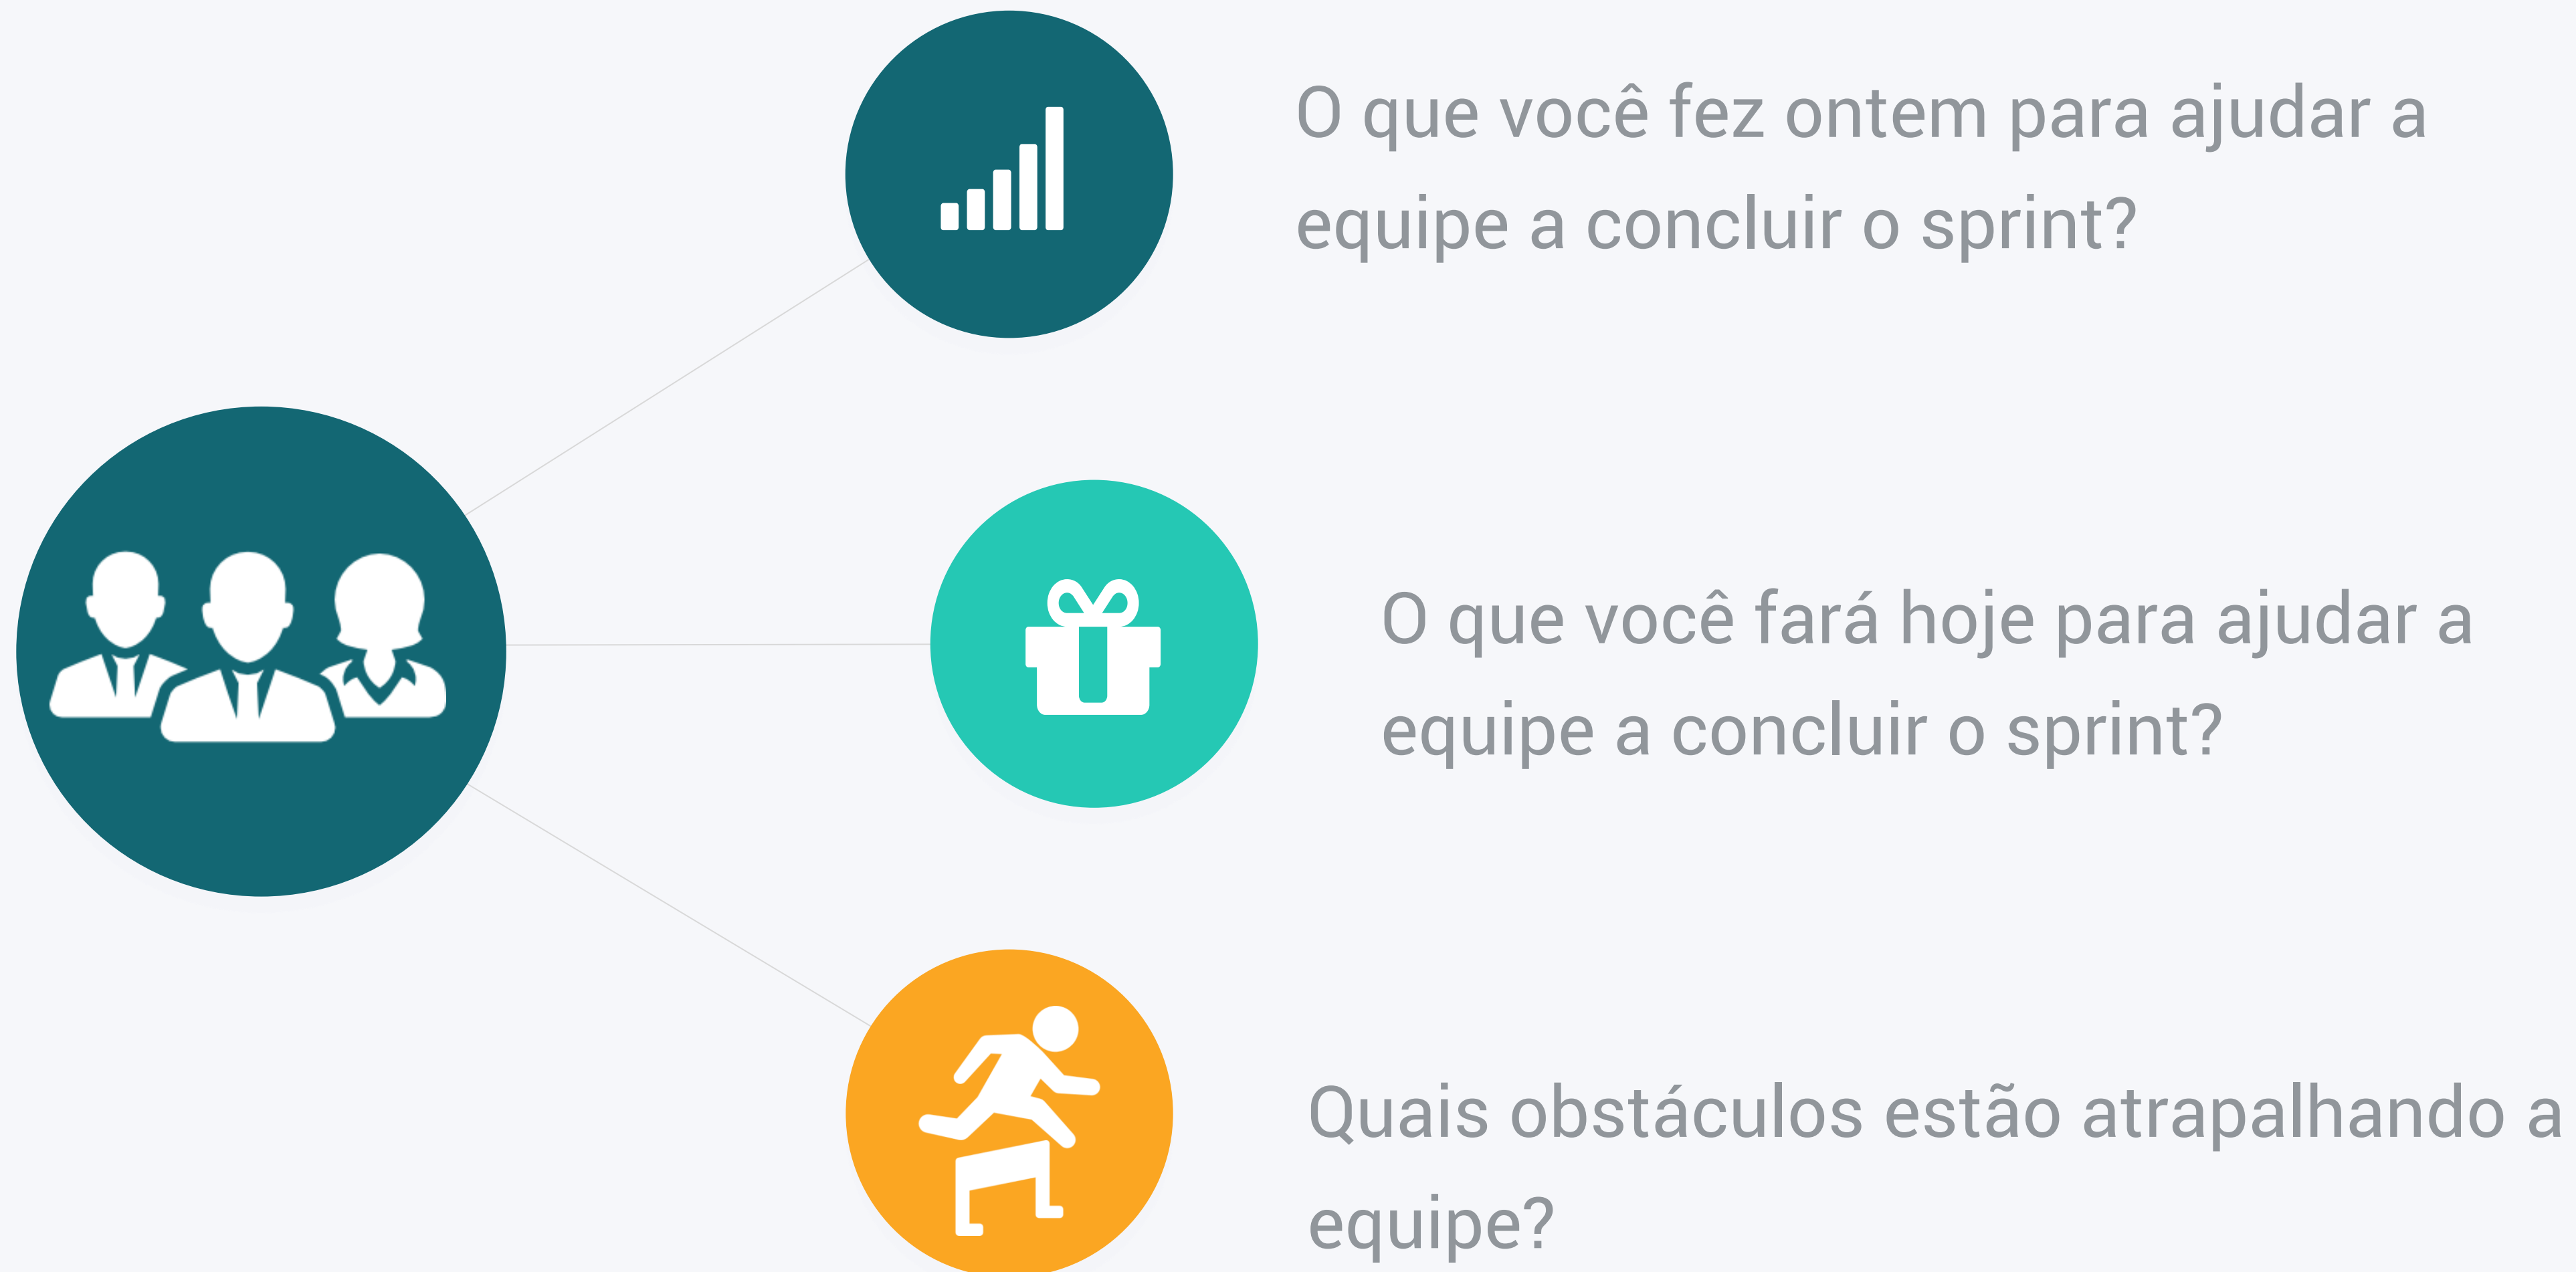 O que você fez ontem para ajudar a
equipe a concluir o sprint?
O que você fará hoje para ajudar a
equipe a concluir o sprint?
Quais obstáculos estão atrapalhando a
equipe?